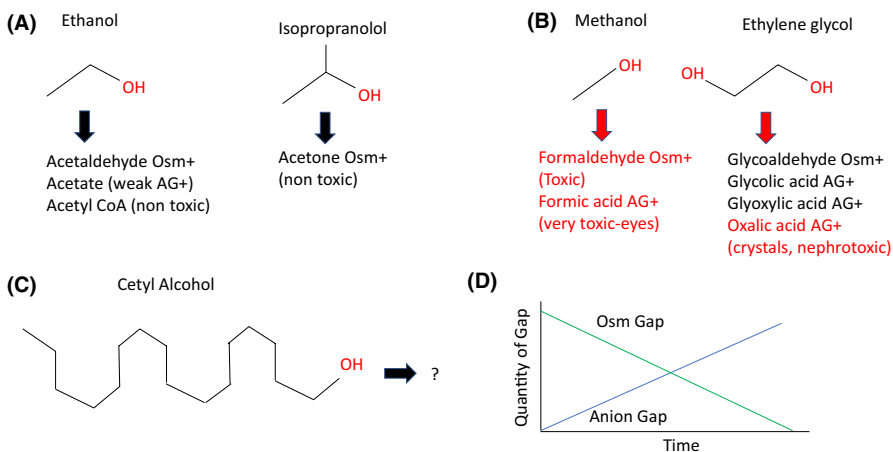 (A)
Ethanol
OH
Acetaldehyde Osm+
Acetate (weak AG+)
Acetyl CoA (non toxic)
Isopropranolol
OH
Acetone Osm+
(non toxic)
(B)
Methanol
OH
Formaldehyde Osm+
(Toxic)
Formic acid AG+
(very toxic-eyes)
Ethylene glycol
OH
OH
Glycoaldehyde Osm+
Glycolic acid AG+
Glyoxylic acid AG+
Oxalic acid AG+
(crystals, nephrotoxic)
(C)
Cetyl Alcohol
OH
?
(D)
Quantity of Gap
Osm Gap
Anion Gap
Time